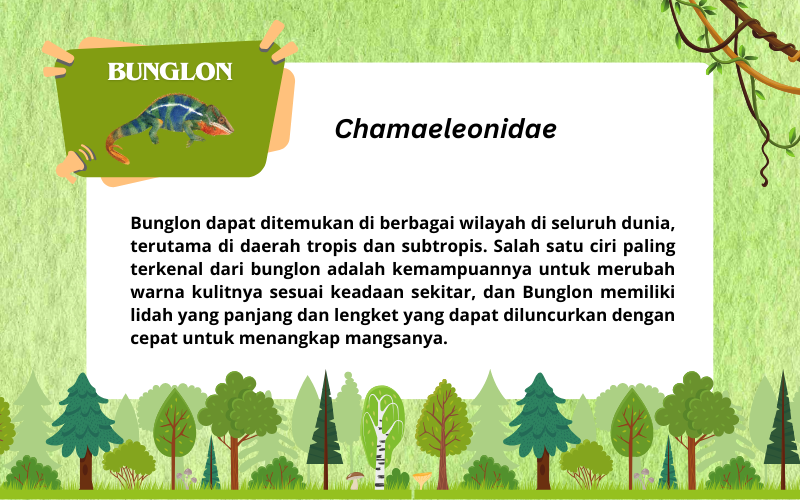 BUNGLON
Chamaeleonidae
Bunglon dapat ditemukan di berbagai wilayah di seluruh dunia,
terutama di daerah tropis dan subtropis. Salah satu ciri paling
terkenal dari bunglon adalah kemampuannya untuk merubah
warna kulitnya sesuai keadaan sekitar, dan Bunglon memiliki
lidah yang panjang dan lengket yang dapat diluncurkan dengan
cepat untuk menangkap mangsanya.